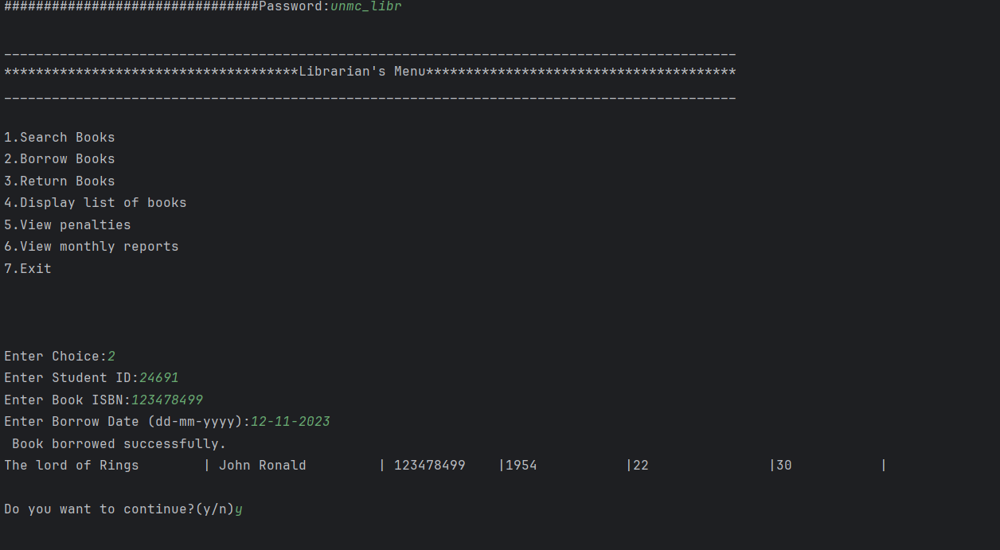 ################################Password:unmc_libr
--------------------------------------------------------------------------------------------
*************************************Librarian's Menu***************************************
--------------------------------------------------------------------------------------------
1.Search Books
2.Borrow Books
3.Return Books
4.Display list of books
5.View penalties
6.View monthly reports
7.Exit
Enter Choice:2
Enter Student ID:24691
Enter Book ISBN:123478499
Enter Borrow Date (dd-mm-yyyy):12-11-2023
 Book borrowed successfully.
The lord of Rings        | John Ronald         | 123478499    |1954           |22               |30           |
Do you want to continue?(y/n)y